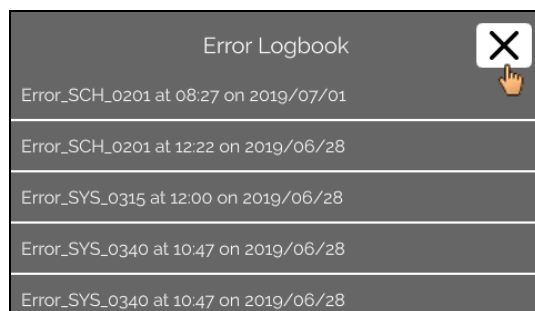 Error Logbook
Error_SCH_0201 at 08:27 on 2019/07/01
Error_SCH_0201 at 12:22 on 2019/06/28
Error_SYS_0315 at 12:00 on 2019/06/28
Error_SYS_0340 at 10:47 on 2019/06/28
Error_SYS_0340 at 10:47 on 2019/06/28